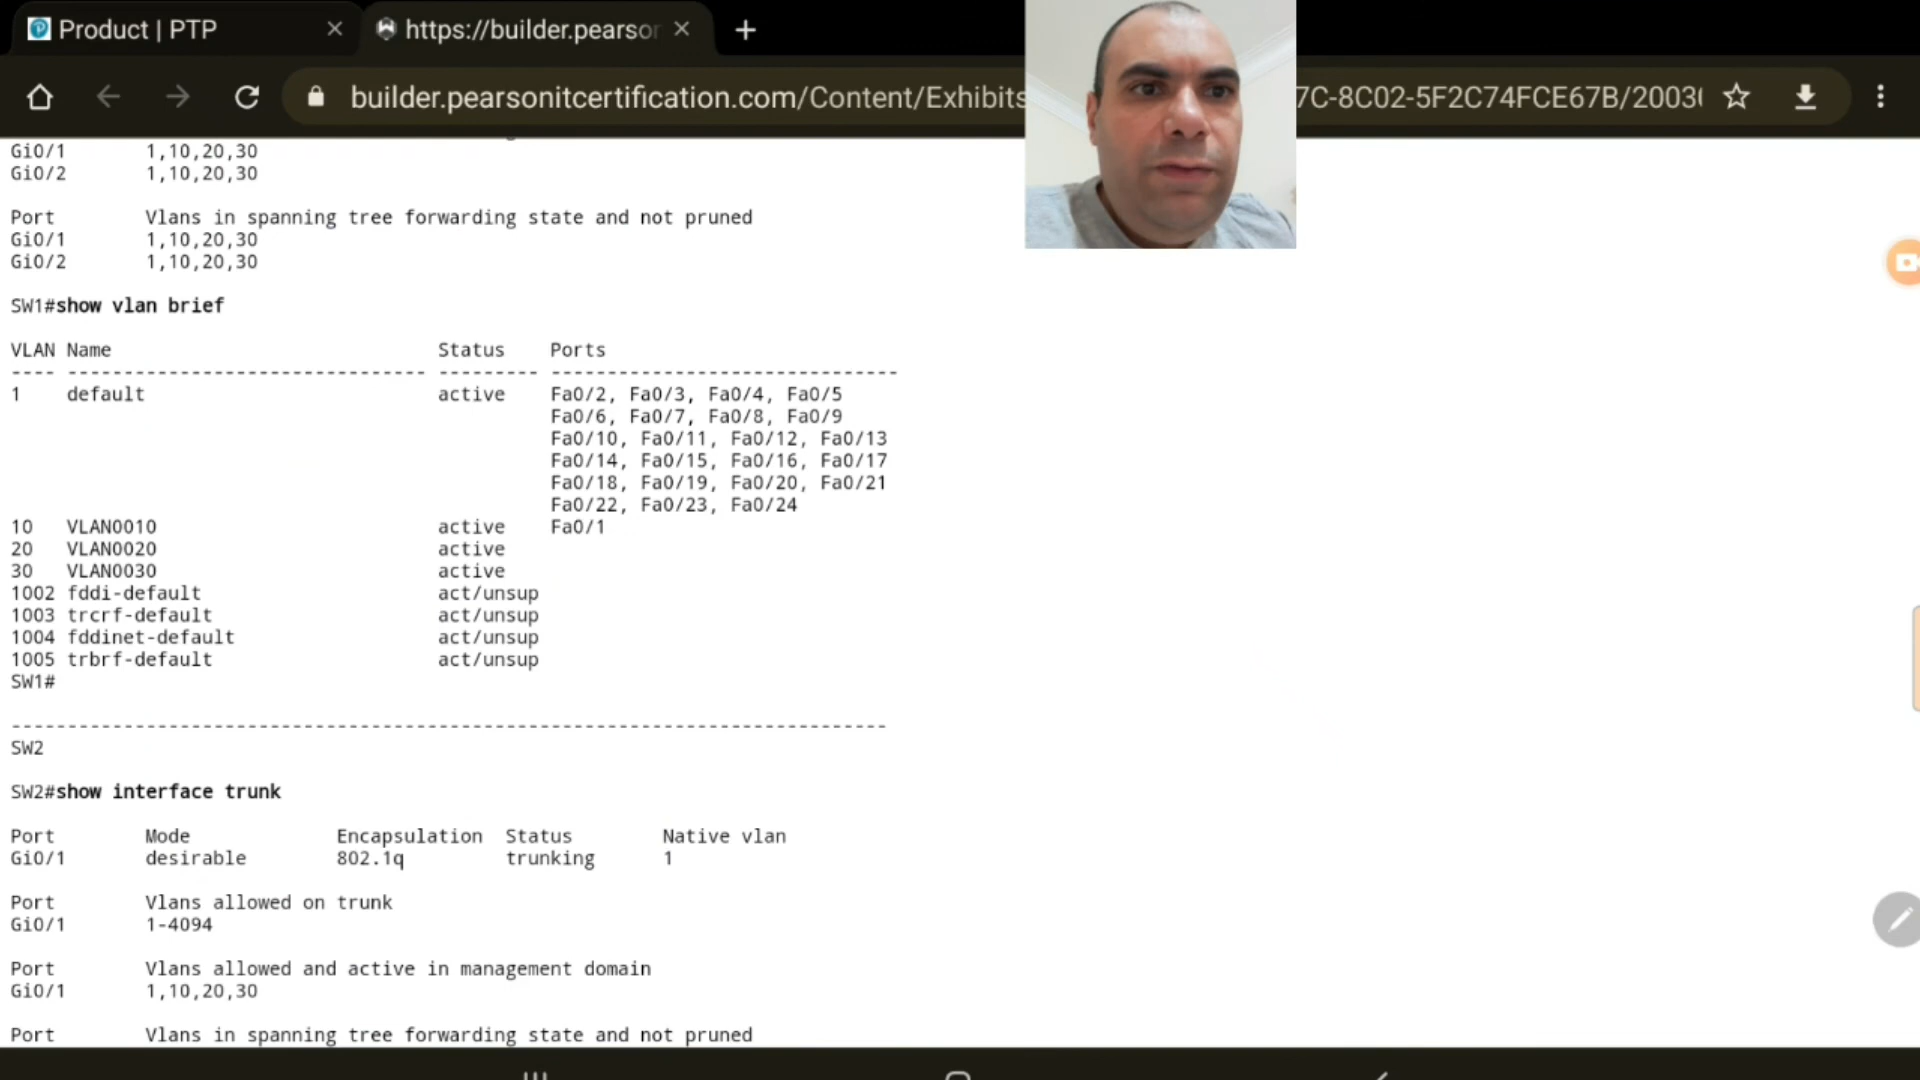 Product | PTP
https://builder.pearso
builder.pearsonitcertification.com/Content/Exhibits 7C-8C02-5F2C74FCE67B/2003
Gi0/1 1,10,20,30
Gi0/2 1,10,20,30
Port Vlans in spanning tree forwarding state and not pruned
Gi0/1 1,10,20,30
Gi0/2 1,10,20,30
SW1#show vlan brief
VLAN Name Status Ports
---- -------------------------------- --------- -------------------------------
1 default active Fa0/2, Fa0/3, Fa0/4, Fa0/5
Fa0/6, Fa0/7, Fa0/8, Fa0/9
Fa0/10, Fa0/11, Fa0/12, Fa0/13
Fa0/14, Fa0/15, Fa0/16, Fa0/17
Fa0/18, Fa0/19, Fa0/20, Fa0/21
Fa0/22, Fa0/23, Fa0/24
10 VLAN0010 active Fa0/1
20 VLAN0020 active
30 VLAN0030 active
1002 fddi-default act/unsup
1003 trcrf-default act/unsup
1004 fddinet-default act/unsup
1005 trbrf-default act/unsup
SW1#
------------------------------------------------------------------------------
SW2
SW2#show interface trunk
Port Mode Encapsulation Status Native vlan
Gi0/1 desirable 802.1q trunking 1
Port Vlans allowed on trunk
Gi0/1 1-4094
Port Vlans allowed and active in management domain
Gi0/1 1,10,20,30
Port Vlans in spanning tree forwarding state and not pruned